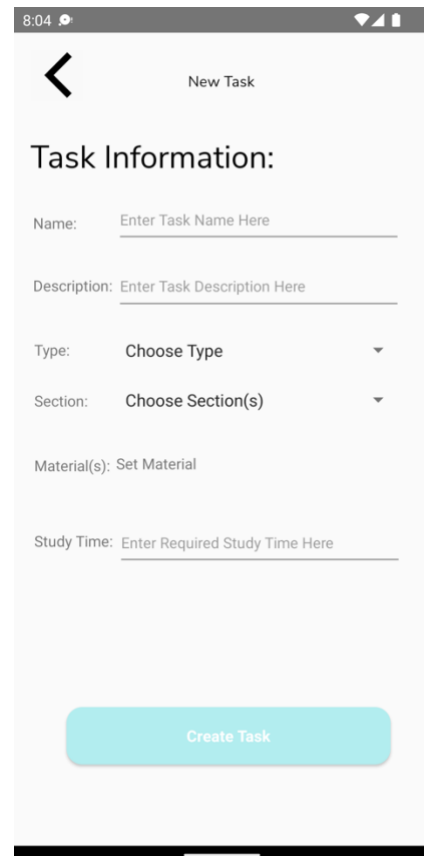 8:04
New Task
Task Information:
Name: Enter Task Name Here
Description: Enter Task Description Here
Type: Choose Type
Section: Choose Section(s)
Material(s): Set Material
Study Time: Enter Required Study Time Here
Create Task